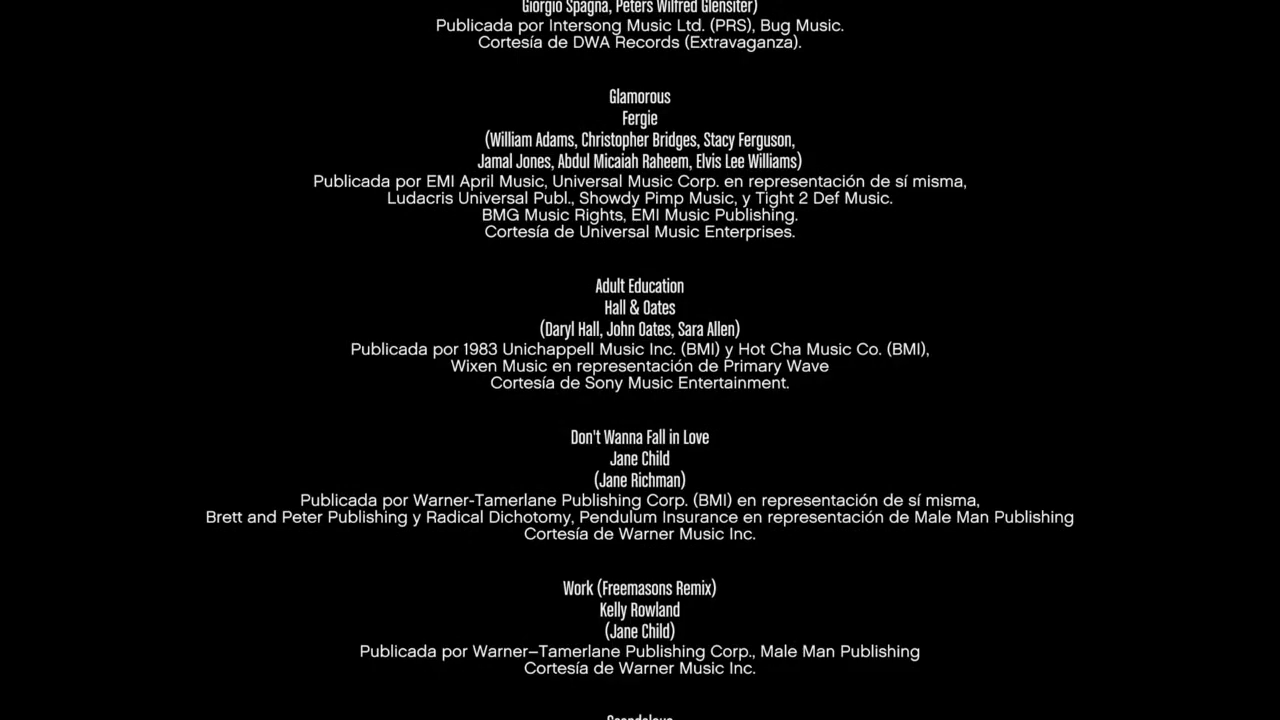 Giorgio Spagna, Peters Wilfred Glensiter)
Publicada por Intersong Music Ltd. (PRS), Bug Music.
Cortesía de DWA Records (Extravaganza).
Glamorous
Fergie
(William Adams, Christopher Bridges, Stacy Ferguson,
Jamal Jones, Abdul Micaiah Raheem, Elvis Lee Williams)
Publicada por EMI April Music, Universal Music Corp. en representación de sí misma,
Ludacris Universal Publ., Showdy Pimp Music, y Tight 2 Def Music.
BMG Music Rights, EMI Music Publishing.
Cortesía de Universal Music Enterprises.
Adult Education
Hall & Oates
(Daryl Hall, John Oates, Sara Allen)
Publicada por 1983 Unichappell Music Inc. (BMI) y Hot Cha Music Co. (BMI),
Wixen Music en representación de Primary Wave
Cortesía de Sony Music Entertainment.
Don't Wanna Fall in Love
Jane Child
(Jane Richman)
Publicada por Warner-Tamerlane Publishing Corp. (BMI) en representación de sí misma,
Brett and Peter Publishing y Radical Dichotomy, Pendulum Insurance en representación de Male Man Publishing
Cortesía de Warner Music Inc.
Work (Freemasons Remix)
Kelly Rowland
(Jane Child)
Publicada por Warner–Tamerlane Publishing Corp., Male Man Publishing
Cortesía de Warner Music Inc.